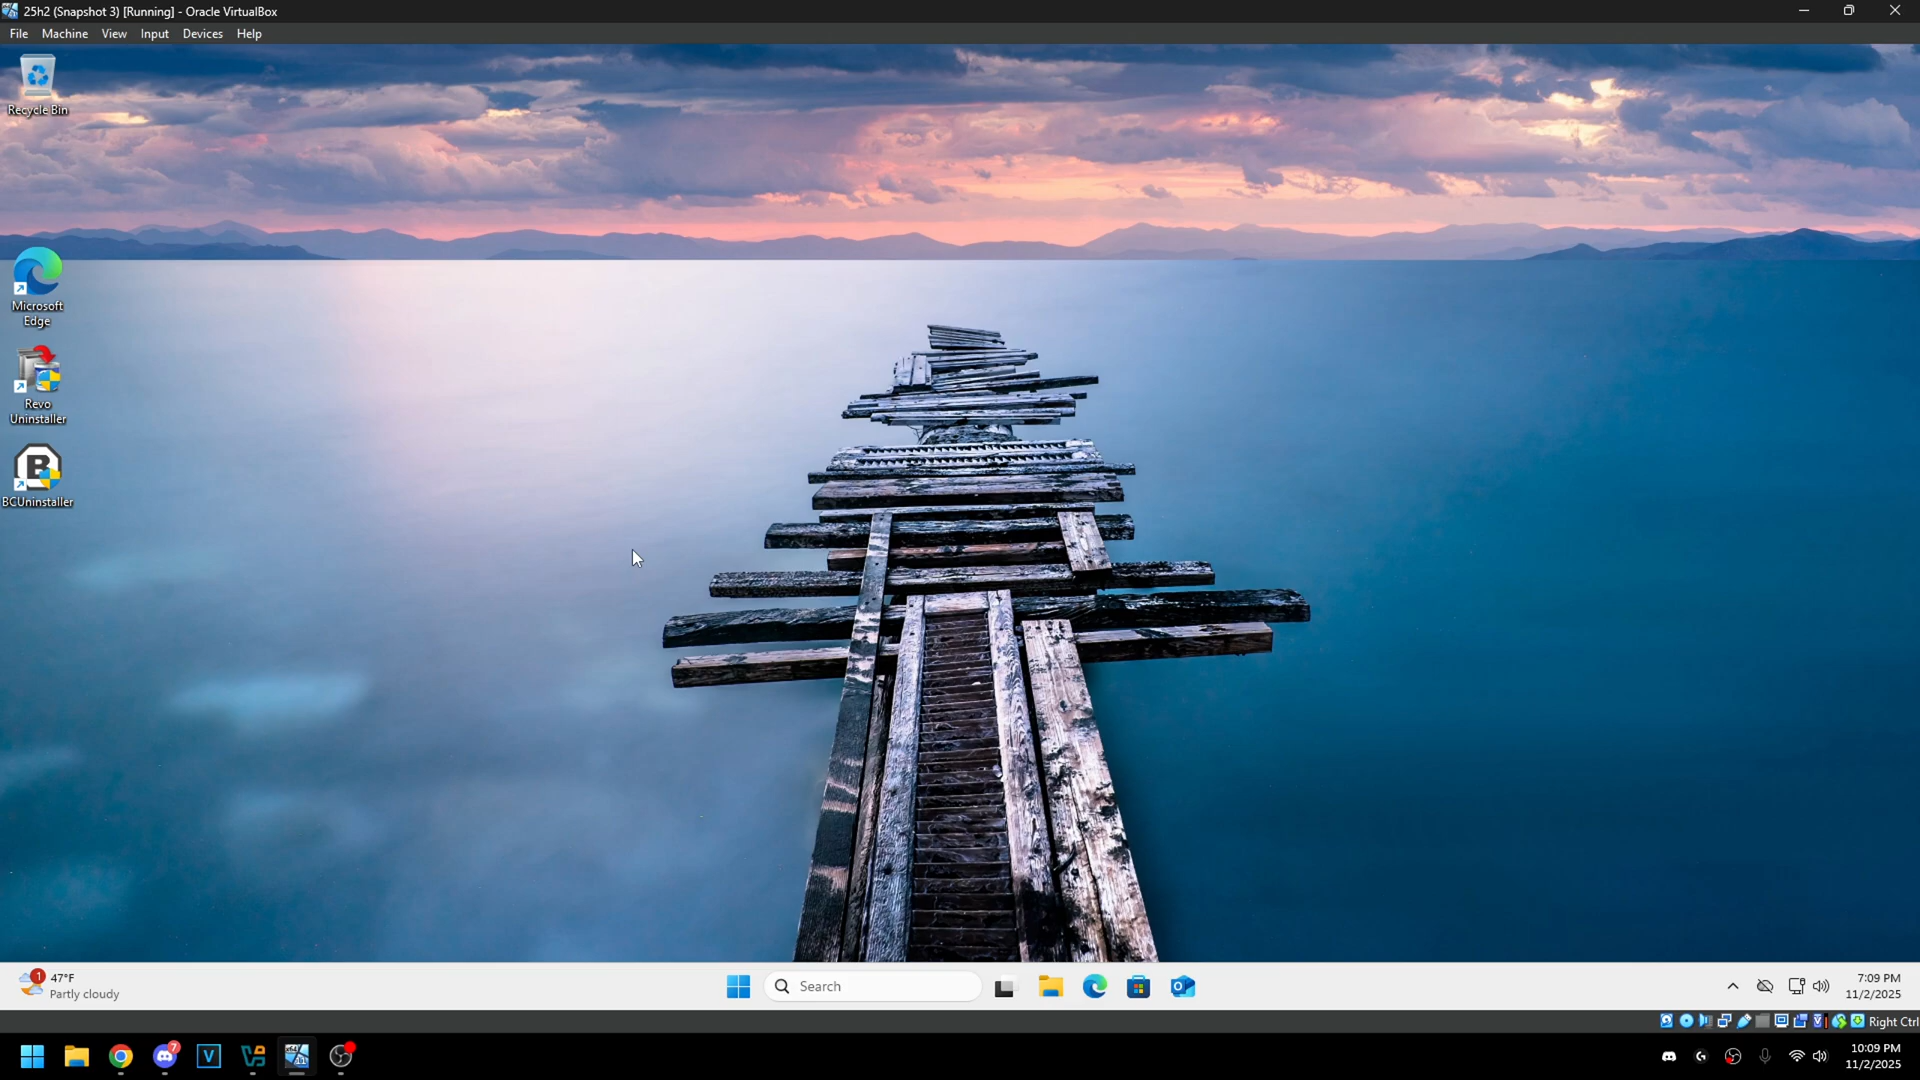 25h2 (Snapshot 3) [Running] - Oracle VirtualBox
File Machine View Input Devices Help
Recycle Bin
Microsoft
Edge
Revo
Uninstaller
B
BCUninstaller
1
47°F
Partly cloudy
Search
7:09 PM
11/2/2025
Right Ctrl
7
V
10:09 PM
11/2/2025